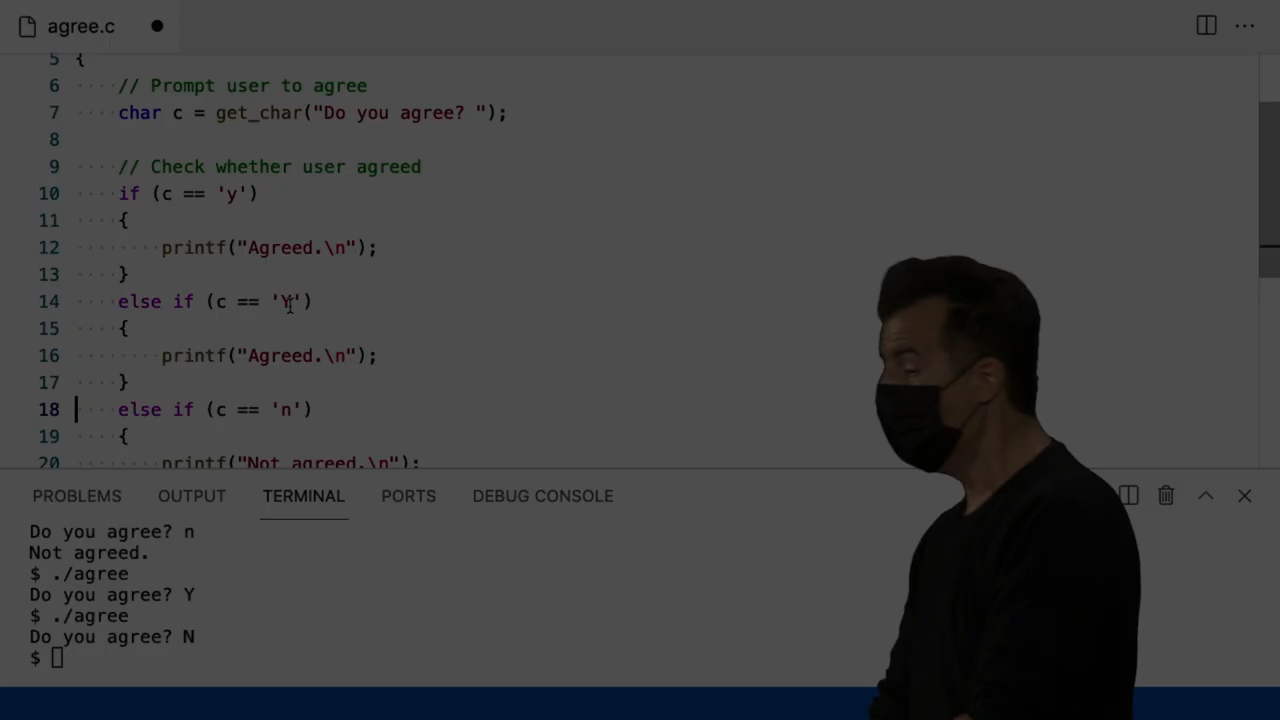 agree.c
5 {
6 // Prompt user to agree
7 char c = get_char("Do you agree? ");
8
9 // Check whether user agreed
10 if (c == 'y')
11 {
12 printf("Agreed.\n");
13 }
14 else if (c == 'Y')
15 {
16 printf("Agreed.\n");
17 }
18 else if (c == 'n')
19 {
20 printf("Not agreed.\n");
PROBLEMS OUTPUT TERMINAL PORTS DEBUG CONSOLE
Do you agree? n
Not agreed.
$ ./agree
Do you agree? Y
$ ./agree
Do you agree? N
$